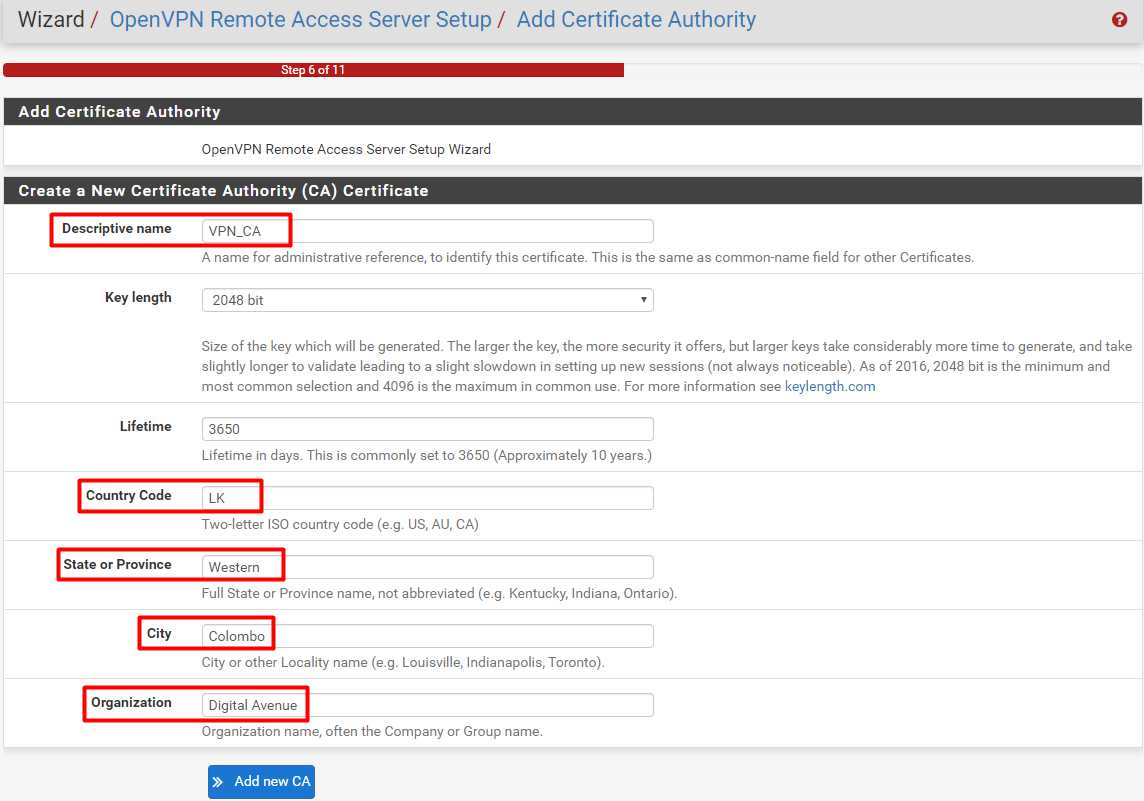 Wizard / OpenVPN Remote Access Server Setup / Add Certificate Authority
Step 6 of 11
Add Certificate Authority
OpenVPN Remote Access Server Setup Wizard
Create a New Certificate Authority (CA) Certificate
Descriptive name VPN_CA
A name for administrative reference, to identify this certificate. This is the same as common-name field for other Certificates.
Key length 2048 bit
Size of the key which will be generated. The larger the key, the more security it offers, but larger keys take considerably more time to generate, and take
slightly longer to validate leading to a slight slowdown in setting up new sessions (not always noticeable). As of 2016, 2048 bit is the minimum and
most common selection and 4096 is the maximum in common use. For more information see keylength.com
Lifetime 3650
Lifetime in days. This is commonly set to 3650 (Approximately 10 years.)
Country Code LK
Two-letter ISO country code (e.g. US, AU, CA)
State or Province Western
Full State or Province name, not abbreviated (e.g. Kentucky, Indiana, Ontario).
City Colombo
City or other Locality name (e.g. Louisville, Indianapolis, Toronto).
Organization Digital Avenue
Organization name, often the Company or Group name.
» Add new CA